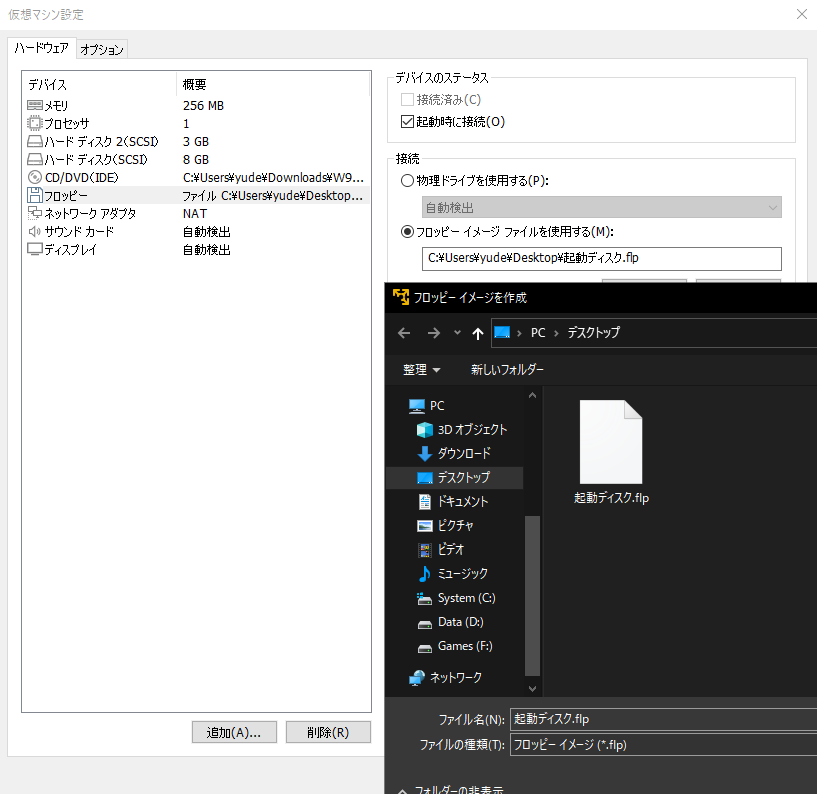 仮想マシン設定
ハードウェア オプション
デバイス 概要
メモリ 256 MB
プロセッサ 1
ハード ディスク 2(SCSI) 3 GB
ハード ディスク(SCSI) 8 GB
CD/DVD(IDE) C:¥Users¥yude¥Downloads¥W9...
フロッピー ファイル C:¥Users¥yude¥Desktop...
ネットワーク アダプタ NAT
サウンド カード 自動検出
ディスプレイ 自動検出
追加(A)... 削除(R)
デバイスのステータス
接続済み(C)
起動時に接続(O)
接続
物理ドライブを使用する(P):
自動検出
フロッピー イメージ ファイルを使用する(M):
C:¥Users¥yude¥Desktop¥起動ディスク.flp
フロッピー イメージを作成
PC › デスクトップ
整理 新しいフォルダー
PC
3D オブジェクト
ダウンロード
デスクトップ
ドキュメント
ピクチャ
ビデオ
ミュージック
System (C:)
Data (D:)
Games (F:)
ネットワーク
起動ディスク.flp
ファイル名(N): 起動ディスク.flp
ファイルの種類(T): フロッピー イメージ (*.flp)
フォルダーの非表示